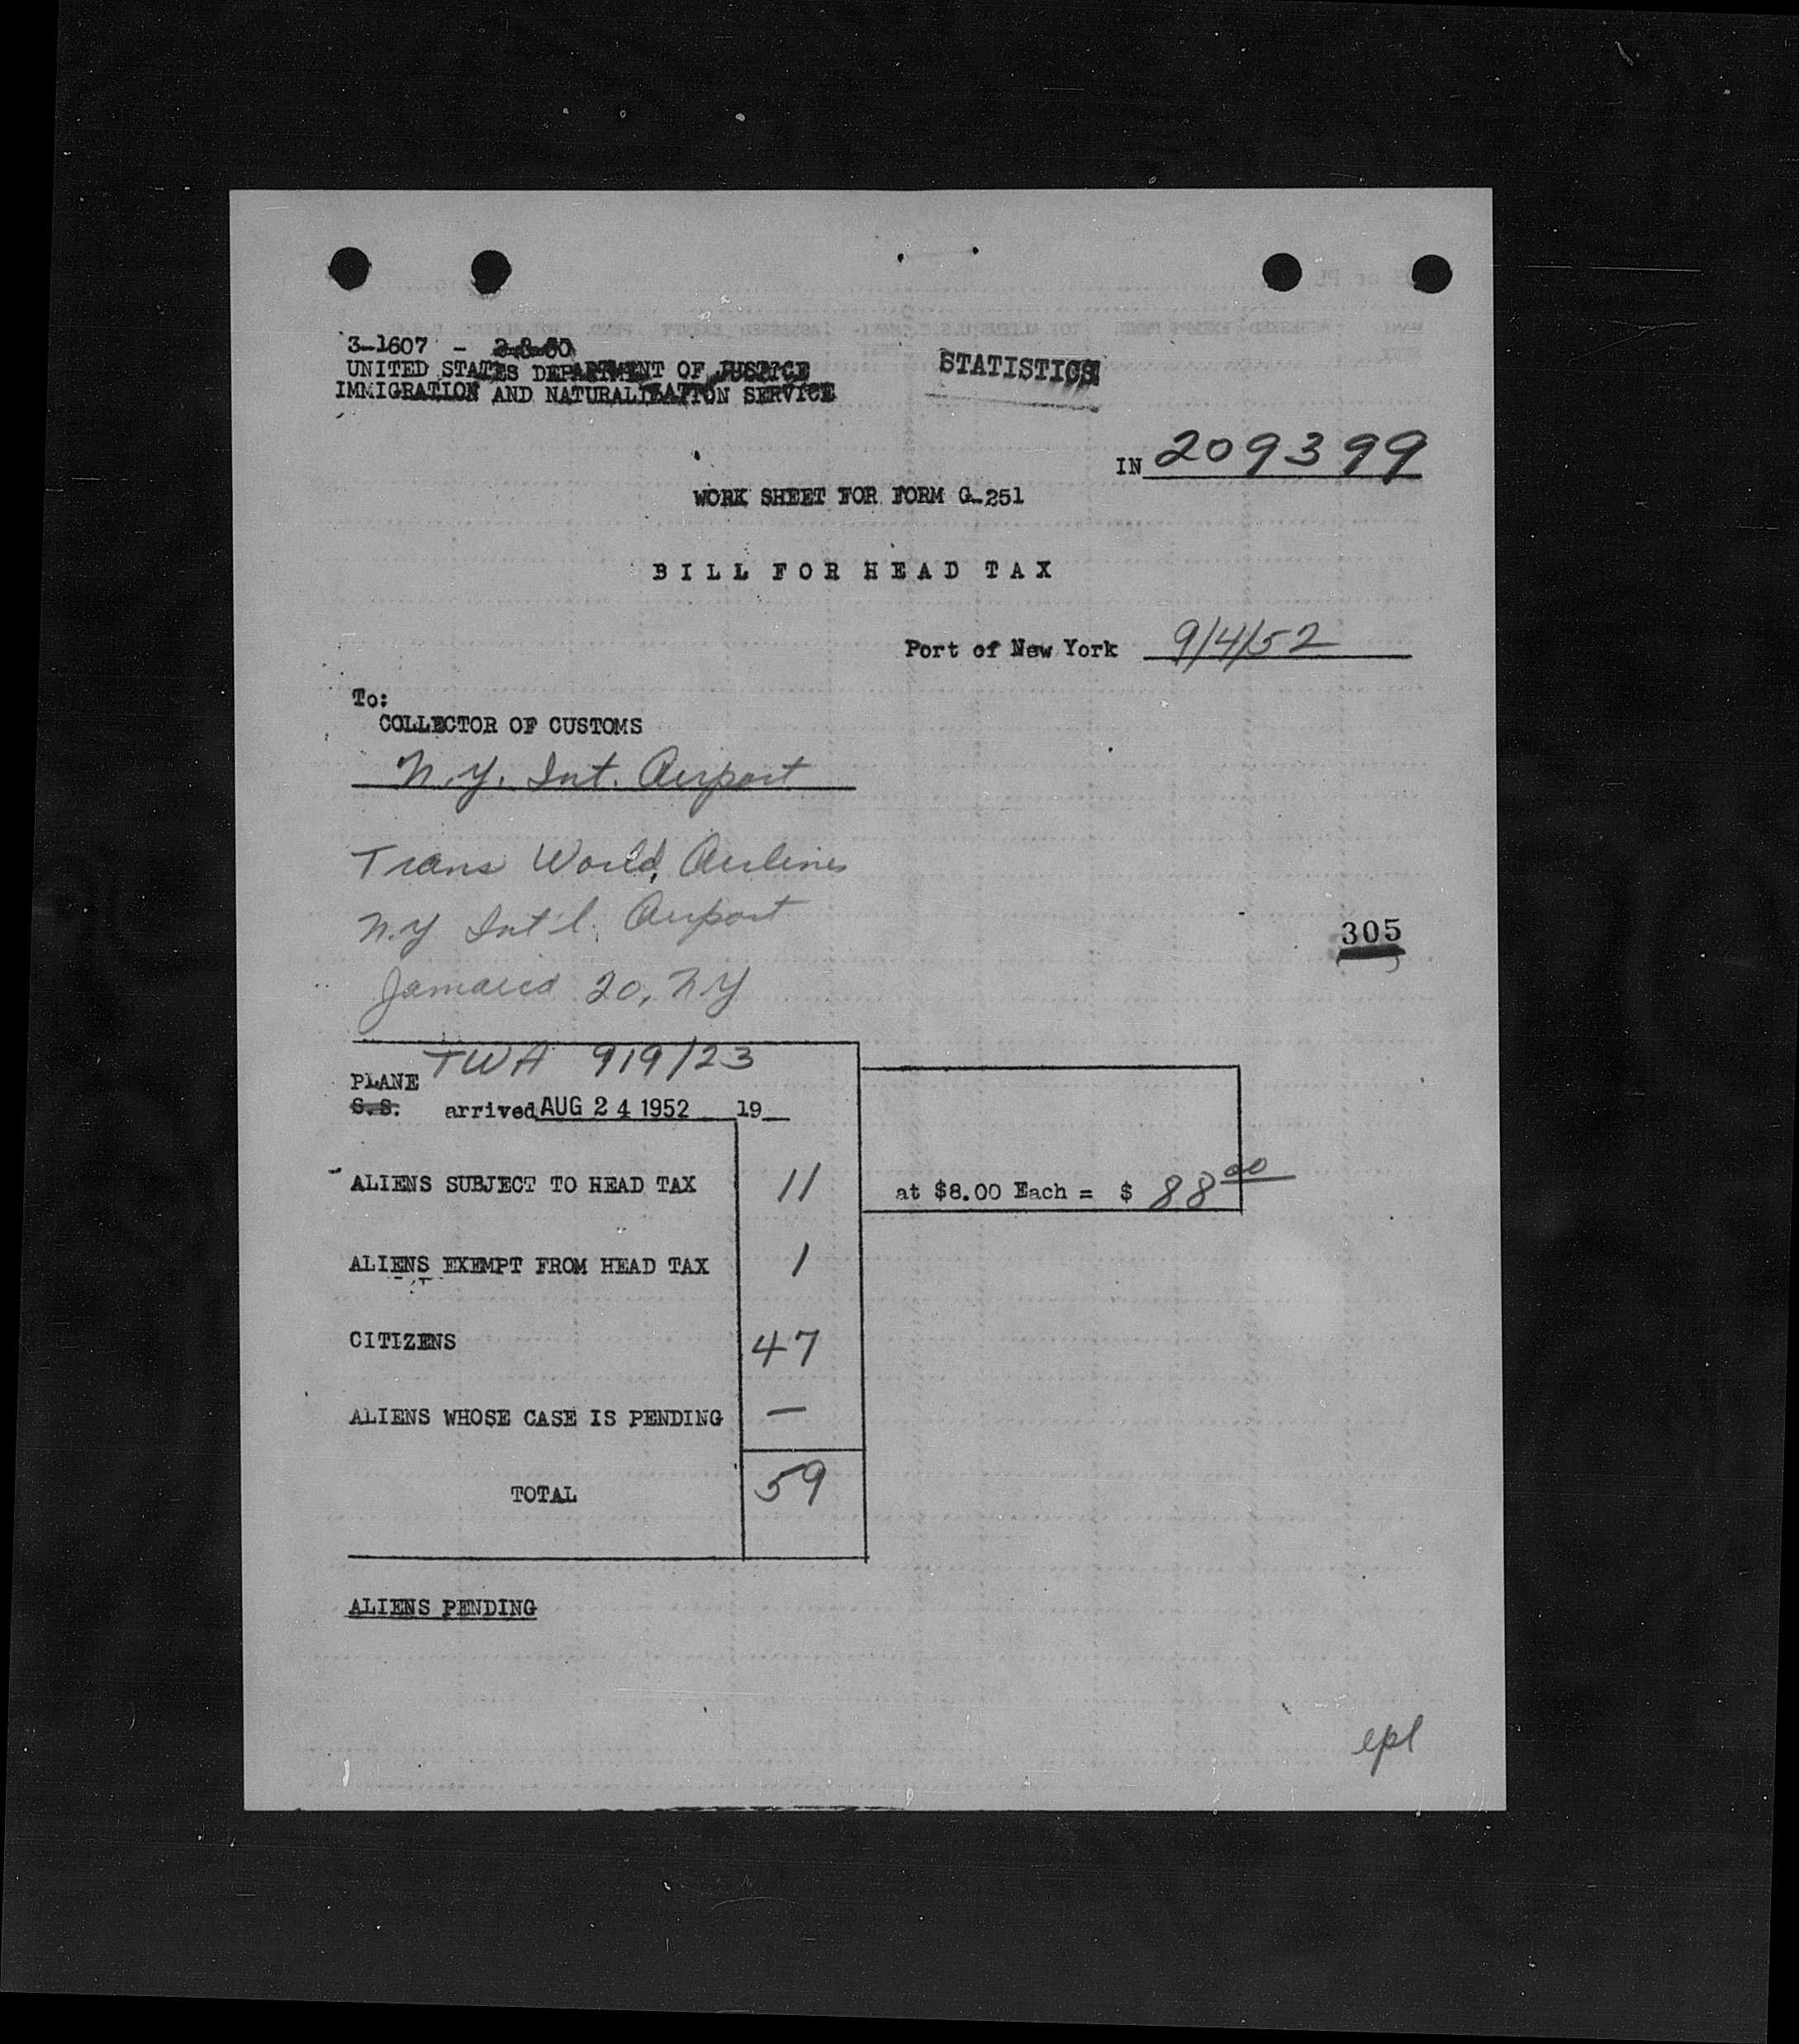 3-1607 - 2-8-50
UNITED STATES DEPARTMENT OF JUSTICE
IMMIGRATION AND NATURALIZATION SERVICE
STATISTICS
IN 209399
WORK SHEET FOR FORM G-251
BILL FOR HEAD TAX
Port of New York 9/4/52
To:
COLLECTOR OF CUSTOMS
N.Y. Int. Airport
Trans World Airlines
N.Y Int'l. Airport
Jamaica 20, N.Y
305
TWA 919/23
PLANE
S.S. arrived AUG 24 1952 19
ALIENS SUBJECT TO HEAD TAX 11 at $8.00 Each = $ 88 00
ALIENS EXEMPT FROM HEAD TAX 1
CITIZENS 47
ALIENS WHOSE CASE IS PENDING —
TOTAL 59
ALIENS PENDING
epl